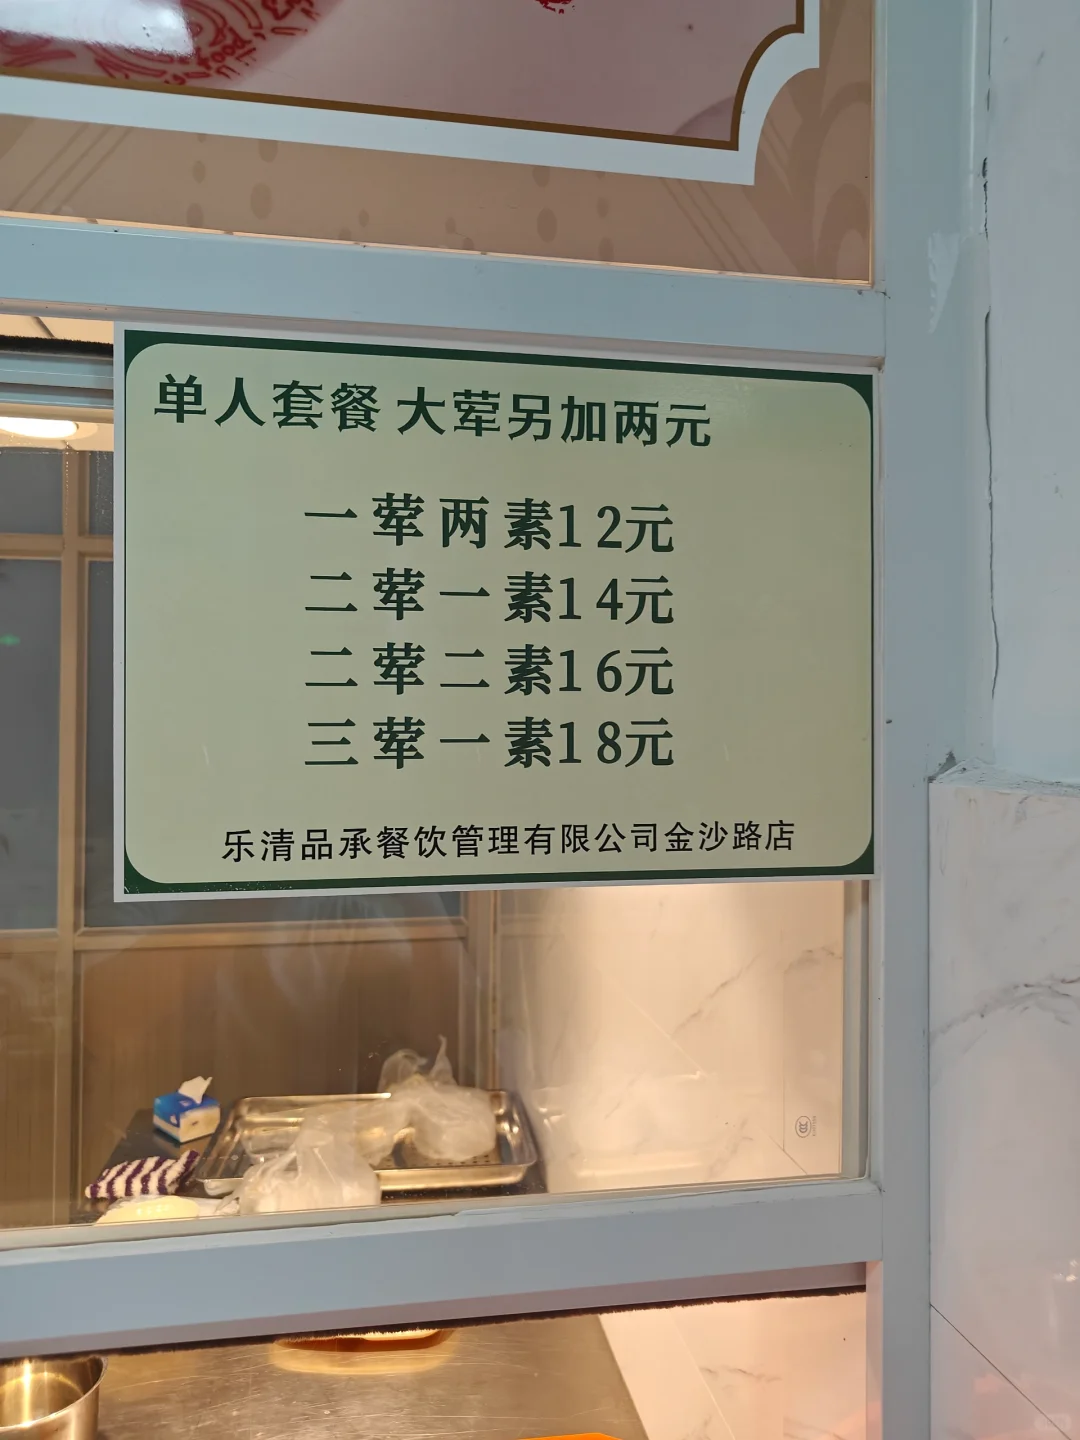 单人套餐 大荤另加两元
一荤两素12元
二荤一素14元
二荤二素16元
三荤一素18元
乐清品承餐饮管理有限公司金沙路店